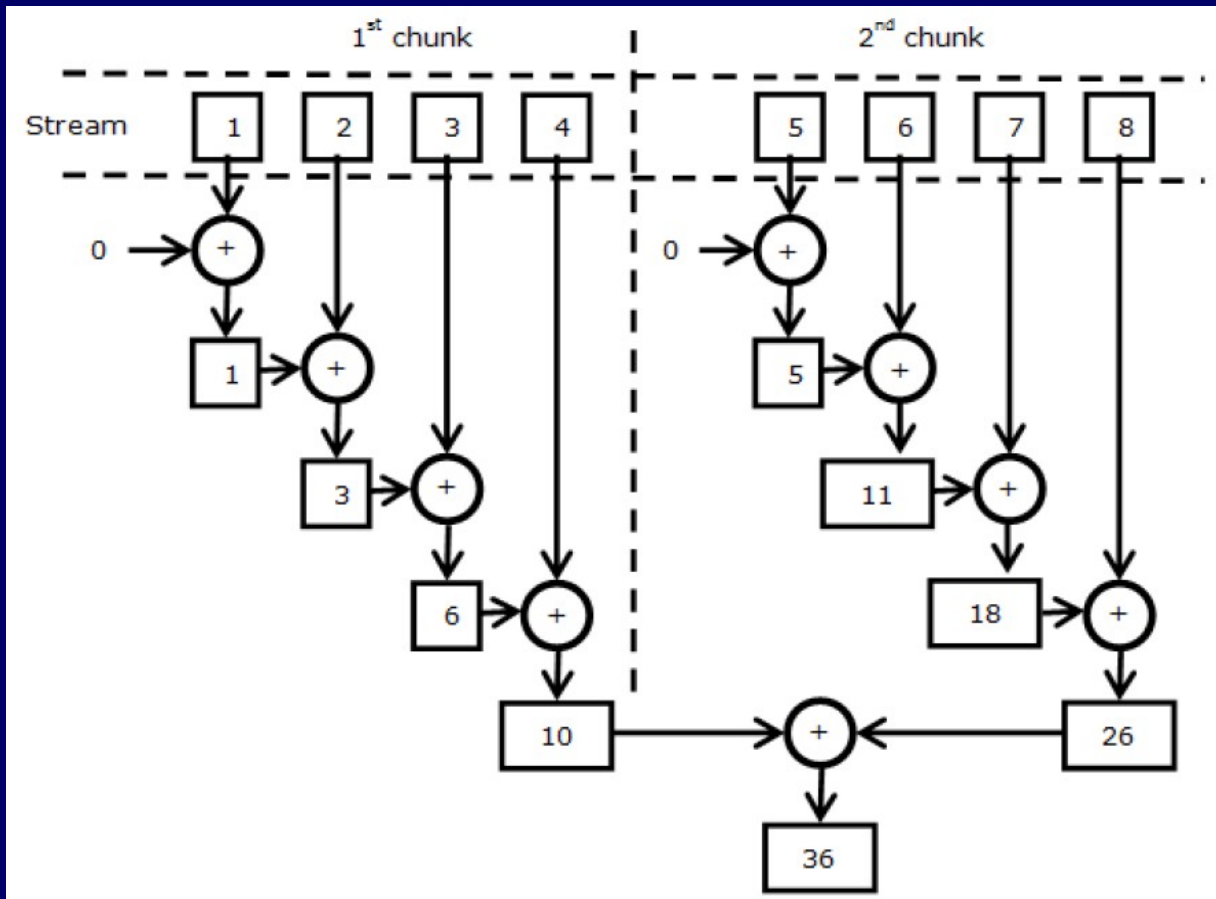 1st chunk 2nd chunk
Stream 1 2 3 4 5 6 7 8
0 + 0 +
1 + 5 +
3 + 11 +
6 + 18 +
10 + 26
36